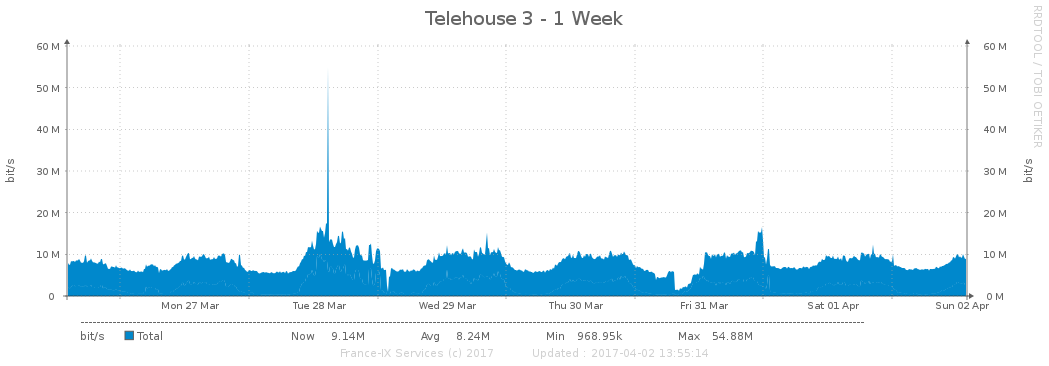 Telehouse 3 - 1 Week
RRDTOOL / TOBI OETIKER
60 M 60 M
50 M 50 M
40 M 40 M
30 M 30 M
20 M 20 M
10 M 10 M
0 0 M
bit/s bit/s
Mon 27 Mar Tue 28 Mar Wed 29 Mar Thu 30 Mar Fri 31 Mar Sat 01 Apr Sun 02 Apr
bit/s Total Now 9.14M Avg 8.24M Min 968.95k Max 54.88M
France-IX Services (c) 2017 Updated : 2017-04-02 13:55:14